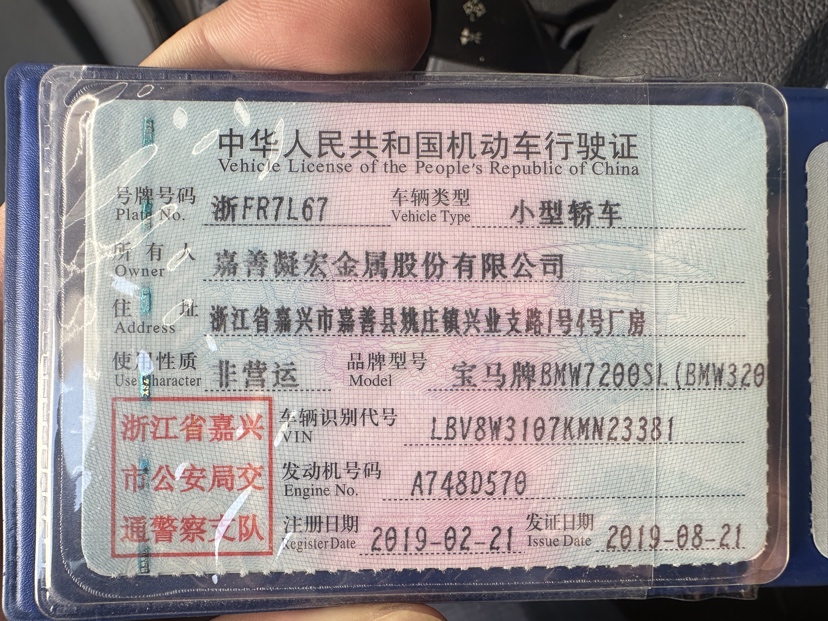 中华人民共和国机动车行驶证
Vehicle License of the People's Republic of China
号牌号码 浙FR7L67 车辆类型 小型轿车
Plate No. Vehicle Type
所有人 嘉善凝宏金属股份有限公司
Owner
住址 浙江省嘉兴市嘉善县姚庄镇兴业支路1号4号厂房
Address
使用性质 非营运 品牌型号 宝马牌BMW7200SL(BMW320
Use Character Model
浙江省嘉兴
市公安局交
通警察支队
车辆识别代号 LBV8W3107KMN23381
VIN
发动机号码 A748D570
Engine No.
注册日期 2019-02-21 发证日期 2019-08-21
Register Date Issue Date